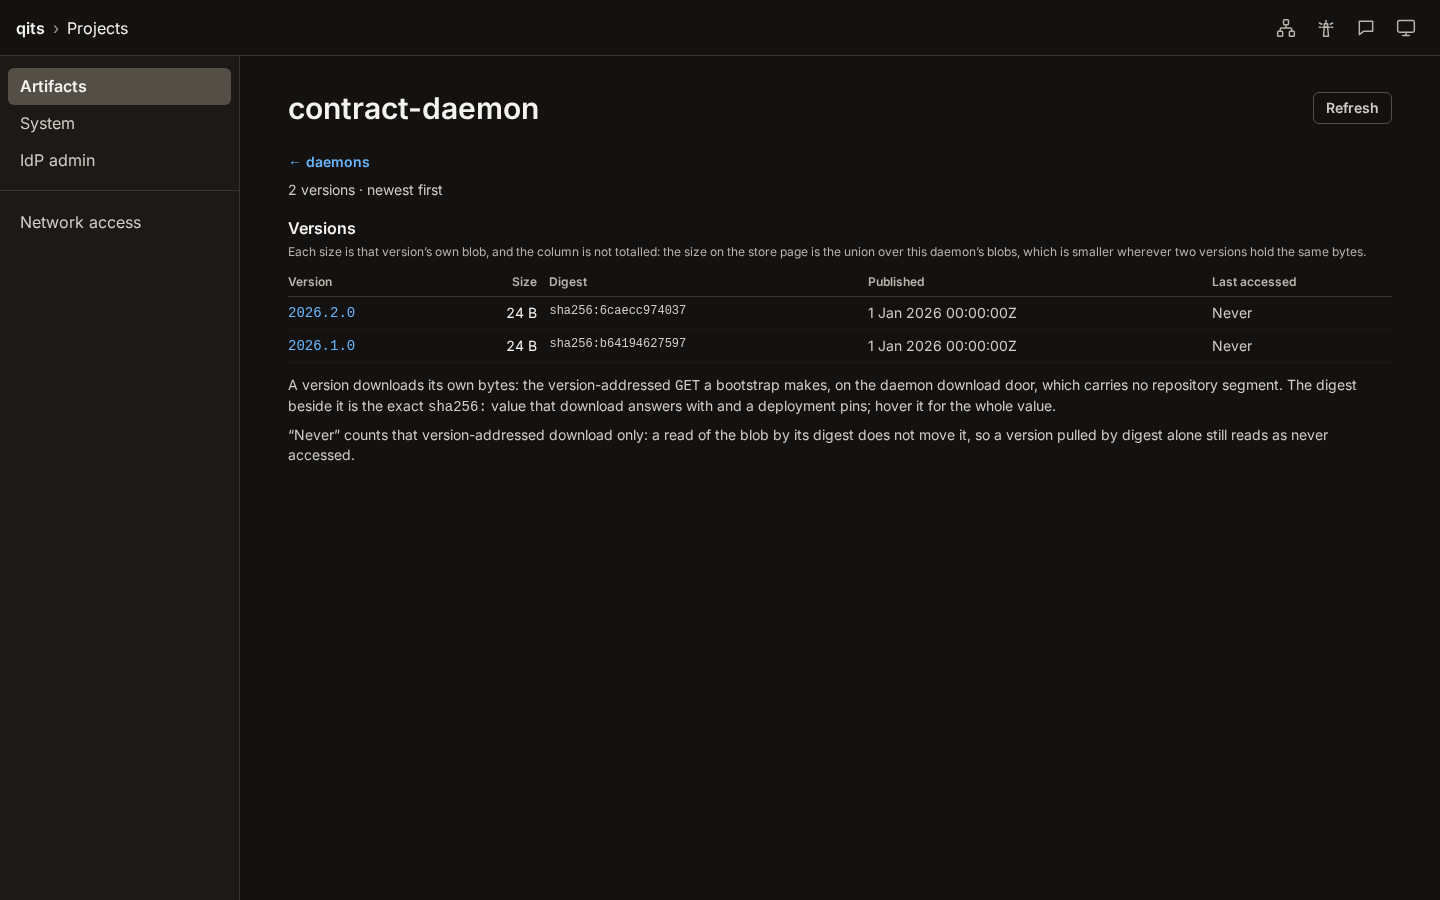 qits › Projects
Artifacts
System
IdP admin
Network access
contract-daemon
Refresh
← daemons
2 versions · newest first
Versions
Each size is that version’s own blob, and the column is not totalled: the size on the store page is the union over this daemon’s blobs, which is smaller wherever two versions hold the same bytes.
Version Size Digest Published Last accessed
2026.2.0 24 B sha256:6caecc974037 1 Jan 2026 00:00:00Z Never
2026.1.0 24 B sha256:b64194627597 1 Jan 2026 00:00:00Z Never
A version downloads its own bytes: the version-addressed GET a bootstrap makes, on the daemon download door, which carries no repository segment. The digest
beside it is the exact sha256: value that download answers with and a deployment pins; hover it for the whole value.
“Never” counts that version-addressed download only: a read of the blob by its digest does not move it, so a version pulled by digest alone still reads as never
accessed.